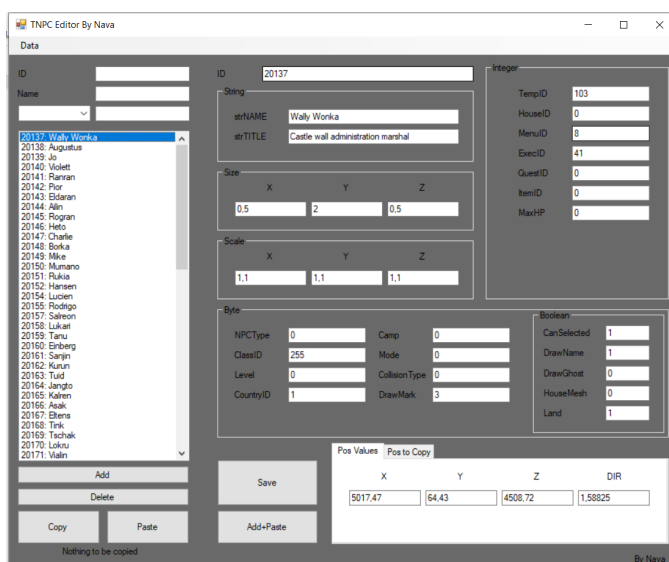 TNPC Editor By Nava
Data
ID
Name
20137: Wally Wonka
20138: Augustus
20139: Jo
20140: Violett
20141: Ranran
20142: Pior
20143: Eldaran
20144: Ailin
20145: Rogran
20146: Heto
20147: Charlie
20148: Borka
20149: Mike
20150: Mumano
20151: Rukia
20152: Hansen
20154: Lucien
20155: Rodrigo
20157: Salreon
20158: Lukari
20159: Tanu
20160: Einberg
20161: Sanjin
20162: Kurun
20163: Tuid
20164: Jangto
20165: Kalren
20166: Asak
20167: Eltens
20168: Tink
20169: Tschak
20170: Lokru
20171: Vialin
Add
Delete
Copy Paste
Nothing to be copied
ID 20137
String
strNAME Wally Wonka
strTITLE Castle wall administration marshal
Size
X Y Z
0,5 2 0,5
Scale
X Y Z
1,1 1,1 1,1
Integer
TempID 103
HouseID 0
MenuID 8
ExecID 41
QuestID 0
ItemID 0
MaxHP 0
Byte
NPCType 0 Camp 0
ClassID 255 Mode 0
Level 0 CollisionType 0
CountryID 1 DrawMark 3
Boolean
CanSelected 1
DrawName 1
DrawGhost 0
HouseMesh 0
Land 1
Save
Add+Paste
Pos Values Pos to Copy
X Y Z DIR
5017,47 64,43 4508,72 1,58825
By Nava